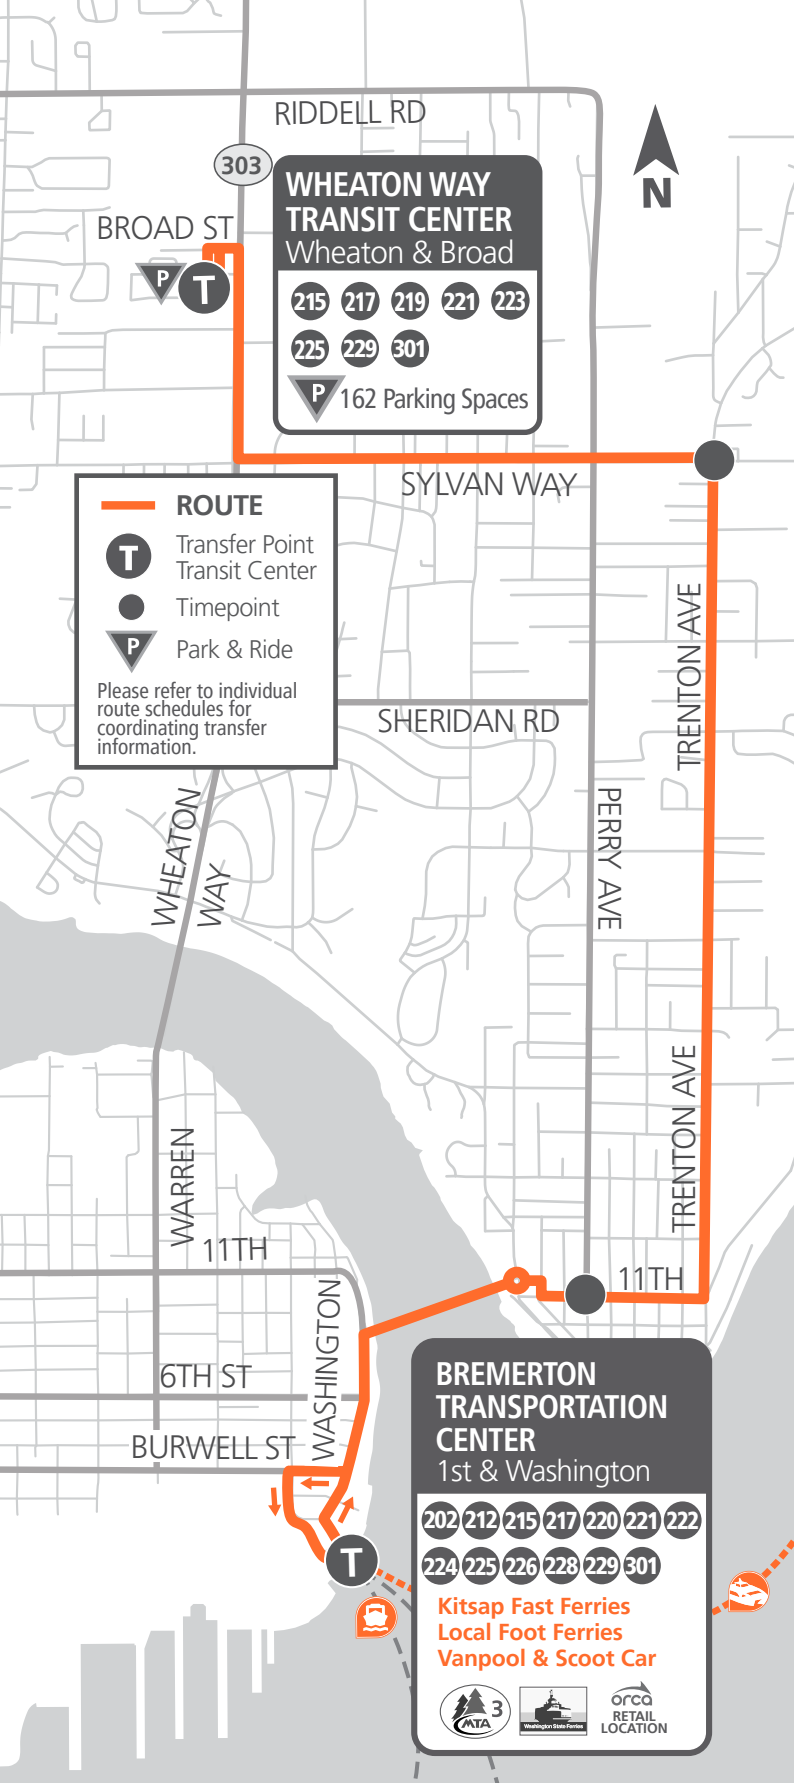 RIDDELL RD
303
N
WHEATON WAY
TRANSIT CENTER
Wheaton & Broad
215 217 219 221 223
225 229 301
P 162 Parking Spaces
BROAD ST
P T
SYLVAN WAY
ROUTE
T Transfer Point
Transit Center
Timepoint
P Park & Ride
Please refer to individual
route schedules for
coordinating transfer
information.
TRENTON AVE
SHERIDAN RD
PERRY AVE
WHEATON
WAY
TRENTON AVE
WARREN
11TH
11TH
WASHINGTON
6TH ST
BURWELL ST
T
BREMERTON
TRANSPORTATION
CENTER
1st & Washington
202 212 215 217 220 221 222
224 225 226 228 229 301
Kitsap Fast Ferries
Local Foot Ferries
Vanpool & Scoot Car
MTA 3
Washington State Ferries
orca
RETAIL
LOCATION